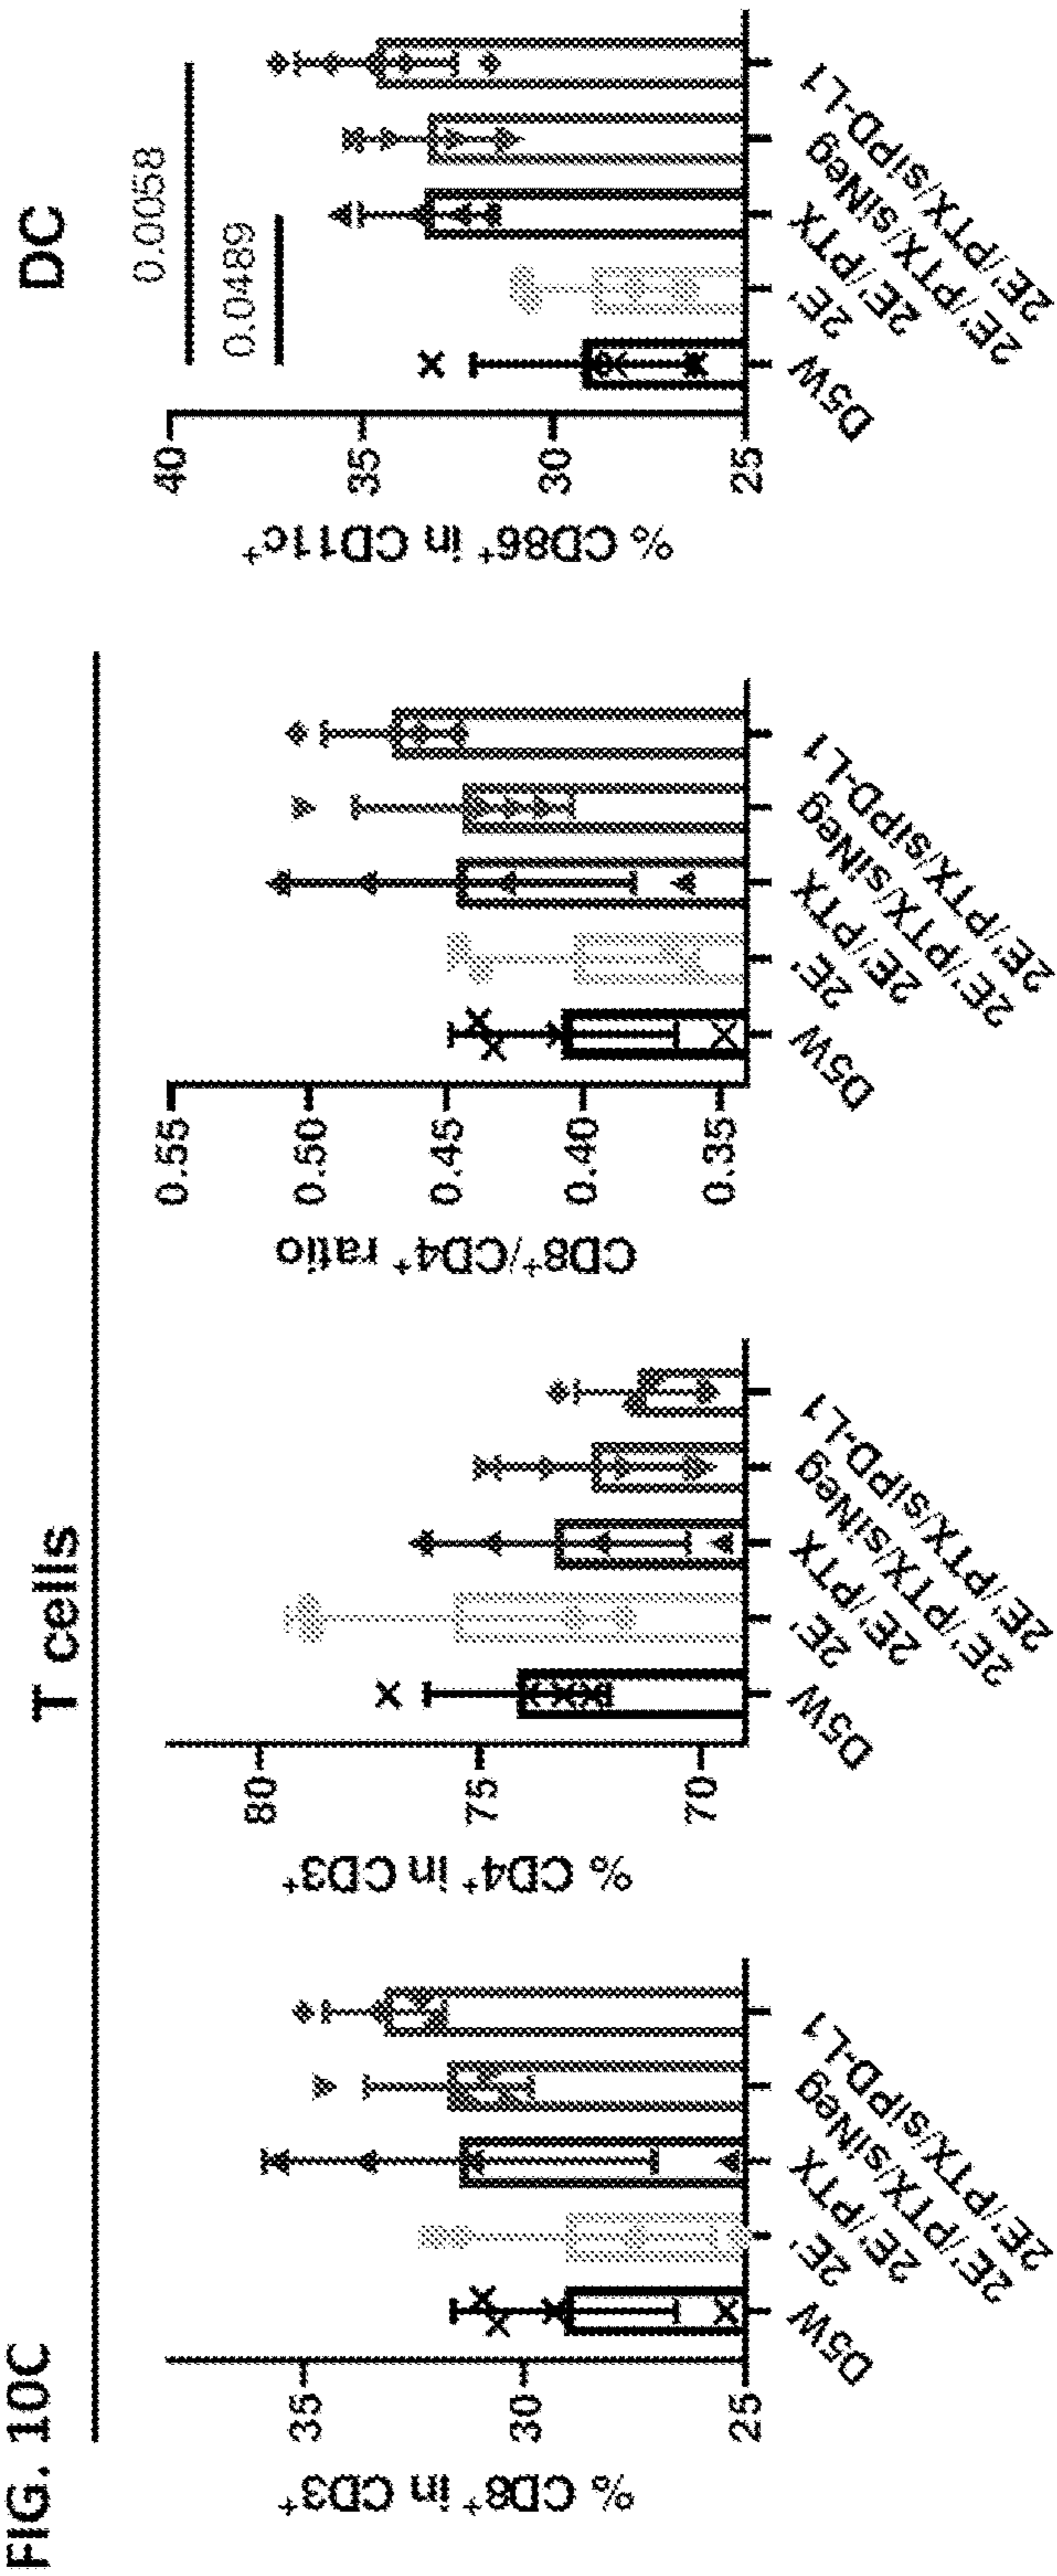 FIG. 10C
T cells
DC
% CD8⁺ in CD3⁺
35
30
25
D5W
2E'
2E'/PTX
2E'/PTX/siNeg
2E'/PTX/siPD-L1
% CD4⁺ in CD3⁺
80
75
70
D5W
2E'
2E'/PTX
2E'/PTX/siNeg
2E'/PTX/siPD-L1
CD8⁺/CD4⁺ ratio
0.55
0.50
0.45
0.40
0.35
D5W
2E'
2E'/PTX
2E'/PTX/siNeg
2E'/PTX/siPD-L1
% CD86⁺ in CD11c⁺
40
35
30
25
0.0058
0.0489
D5W
2E'
2E'/PTX
2E'/PTX/siNeg
2E'/PTX/siPD-L1